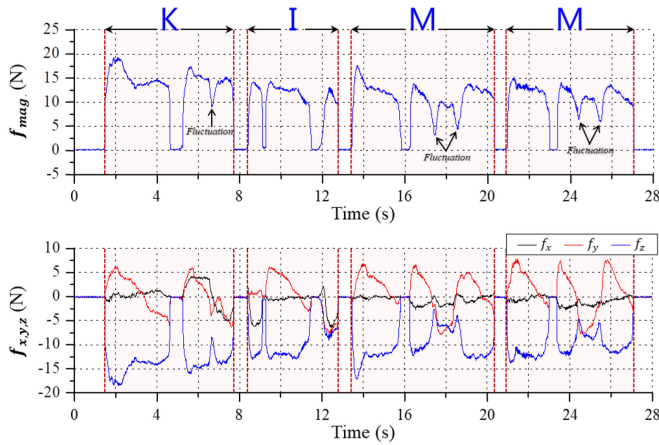 K I M M
25
20
15
10
5
0
-5
f_mag (N)
Fluctuation
Fluctuation
Fluctuation
0 4 8 12 16 20 24 28
Time (s)
f_x f_y f_z
10
5
0
-5
-10
-15
-20
f_x,y,z (N)
0 4 8 12 16 20 24 28
Time (s)